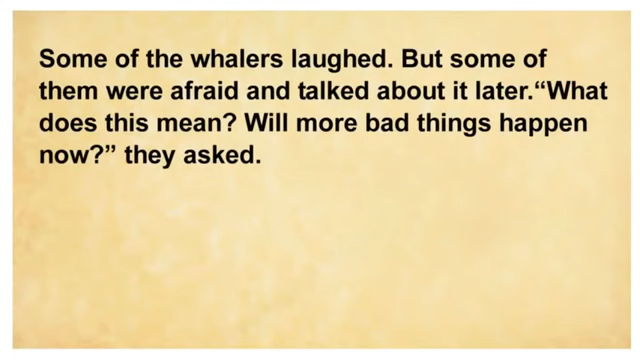 Some of the whalers laughed. But some of
them were afraid and talked about it later.“What
does this mean? Will more bad things happen
now?” they asked.